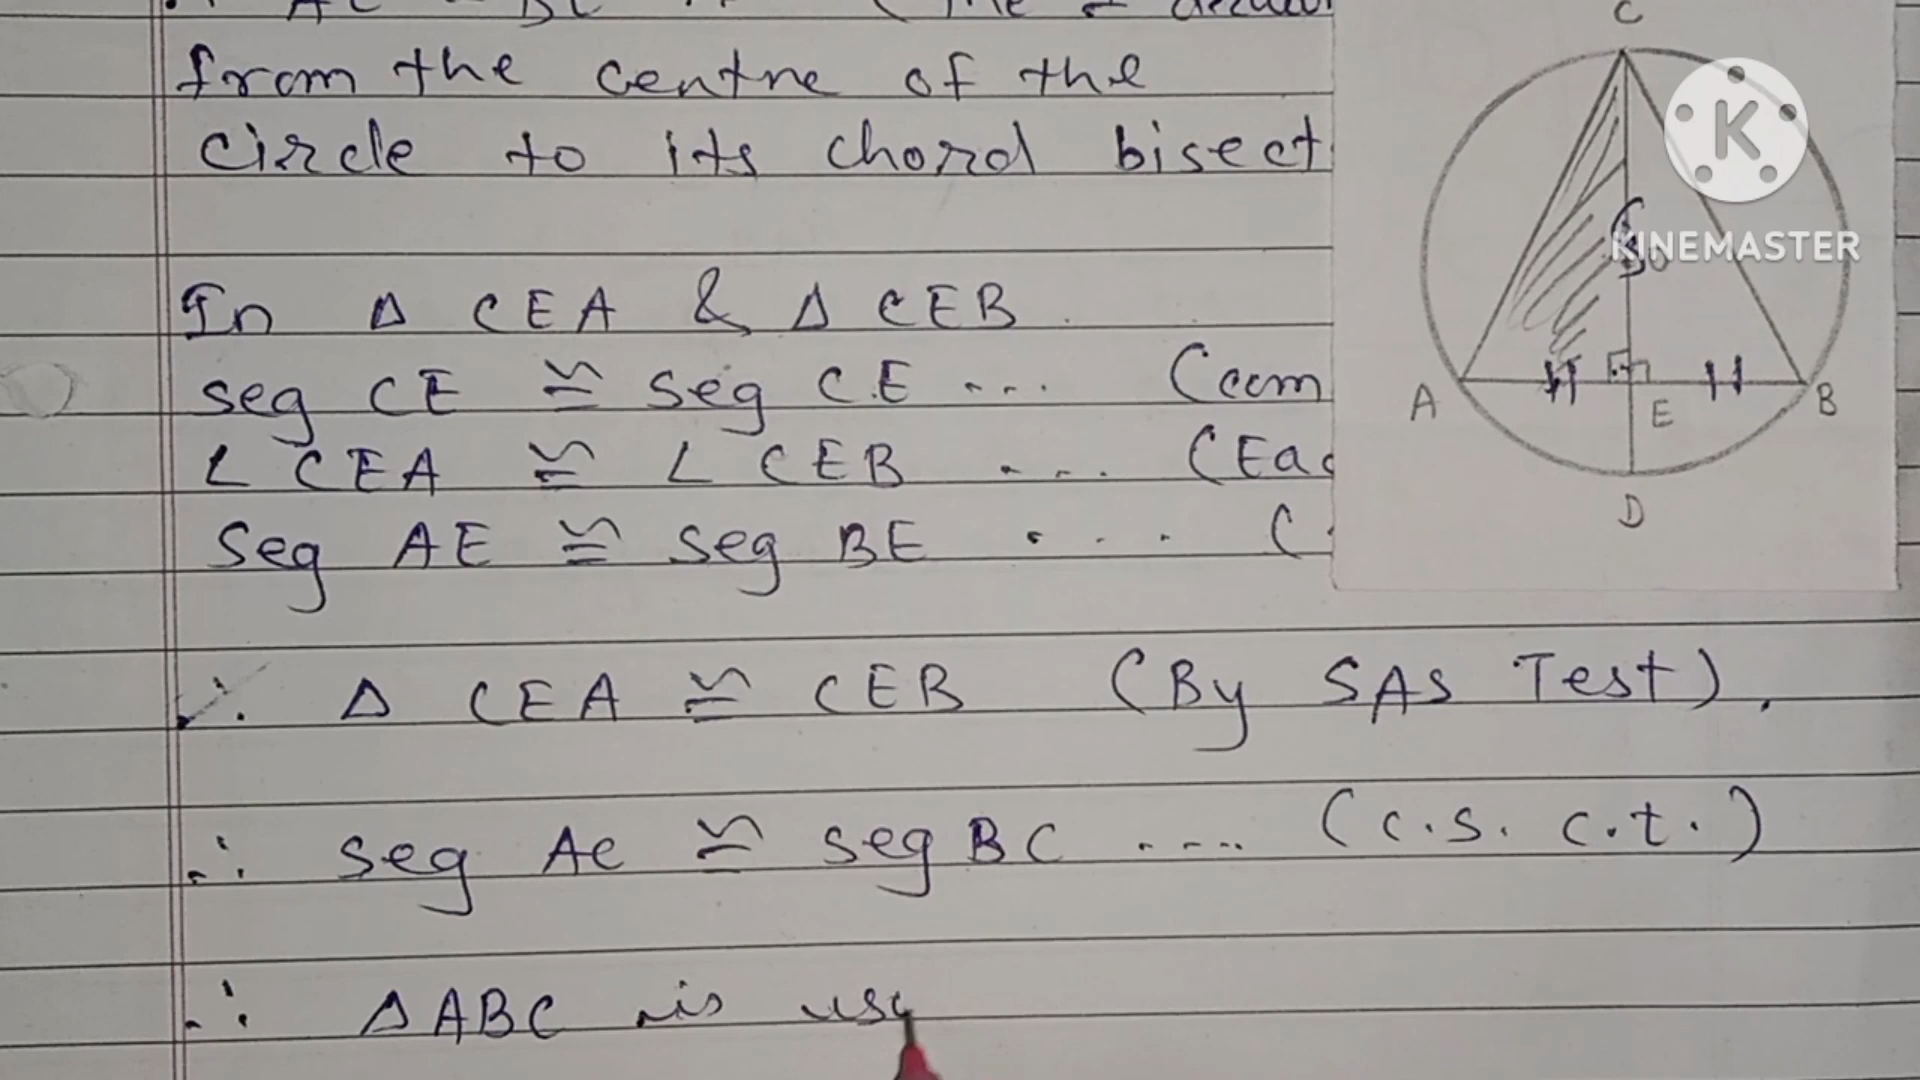 from the centre of the
circle to its chord bisect
In Δ CEA & Δ CEB
seg CE ≅ seg CE ... (com
∠ CEA ≅ ∠ CEB .... (Eac
Seg AE ≅ seg BE . . . (
∴ Δ CEA ≅ CEB (By SAS Test).
∴ seg AC ≅ seg BC .... (c.s.c.t.)
∴ Δ ABC is
C
K
KINEMASTER
A
E
B
D